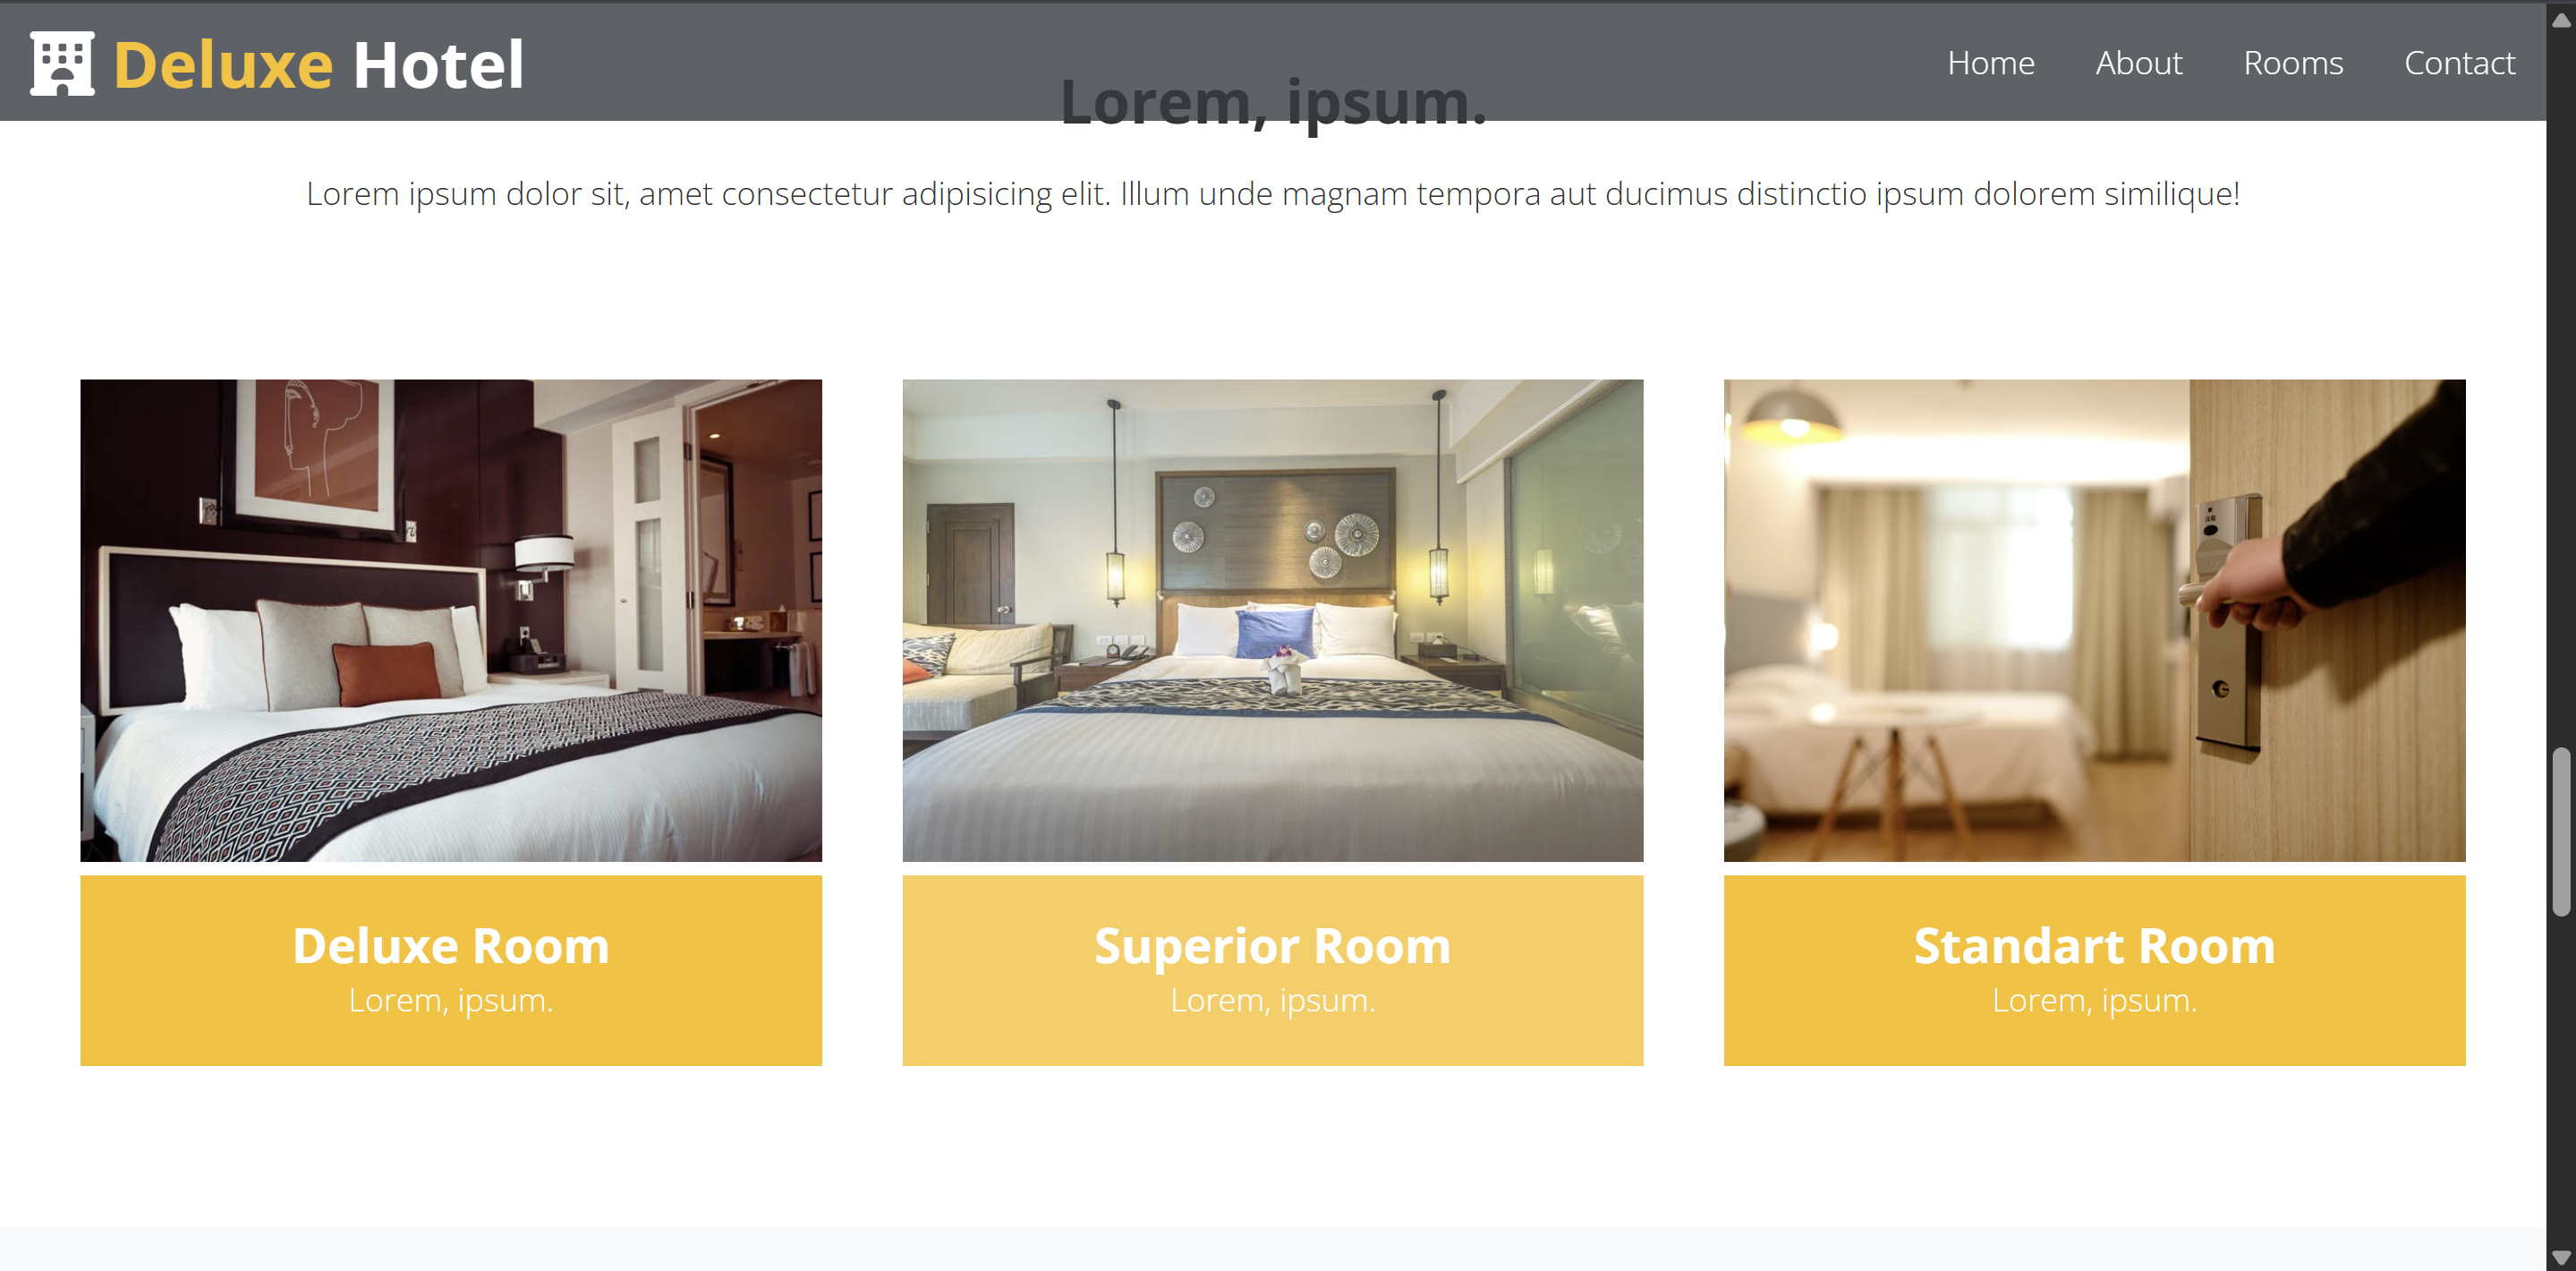 Deluxe Hotel
Home About Rooms Contact
Lorem, ipsum.
Lorem ipsum dolor sit, amet consectetur adipisicing elit. Illum unde magnam tempora aut ducimus distinctio ipsum dolorem similique!
Deluxe Room
Lorem, ipsum.
Superior Room
Lorem, ipsum.
Standart Room
Lorem, ipsum.